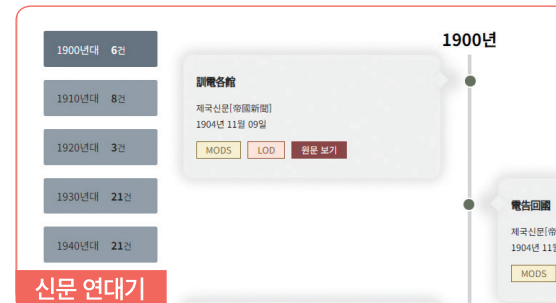 1900년대 6건
1910년대 8건
1920년대 3건
1930년대 21건
1940년대 21건
신문 연대기
1900년
訓電各館
제국신문[帝國新聞]
1904년 11월 09일
MODS LOD 원문 보기
電告回國
제국신문[帝
1904년 11
MODS